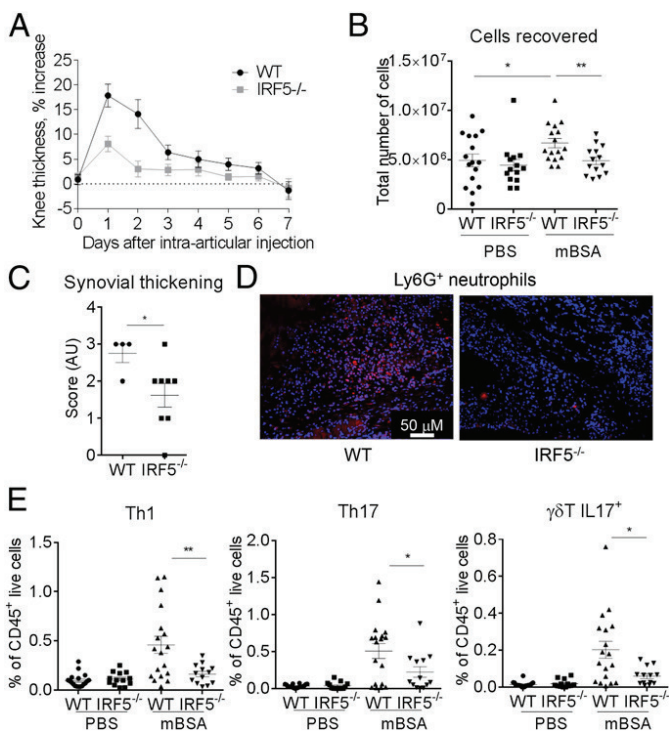 A
Knee thickness, % increase
25
20
15
10
5
0
-5
WT
IRF5-/-
0 1 2 3 4 5 6 7
Days after intra-articular injection
B
Cells recovered
Total number of cells
1.5×10⁷
1.0×10⁷
5.0×10⁶
0
*
**
WT IRF5⁻/⁻ WT IRF5⁻/⁻
PBS mBSA
C
Synovial thickening
Score (AU)
4
3
2
1
0
*
WT IRF5⁻/⁻
D
Ly6G⁺ neutrophils
50 µM
WT IRF5⁻/⁻
E
Th1
% of CD45⁺ live cells
1.5
1.0
0.5
0.0
**
WT IRF5⁻/⁻ WT IRF5⁻/⁻
PBS mBSA
Th17
% of CD45⁺ live cells
2.0
1.5
1.0
0.5
0.0
*
WT IRF5⁻/⁻ WT IRF5⁻/⁻
PBS mBSA
γδT IL17⁺
% of CD45⁺ live cells
0.8
0.6
0.4
0.2
0.0
*
WT IRF5⁻/⁻ WT IRF5⁻/⁻
PBS mBSA